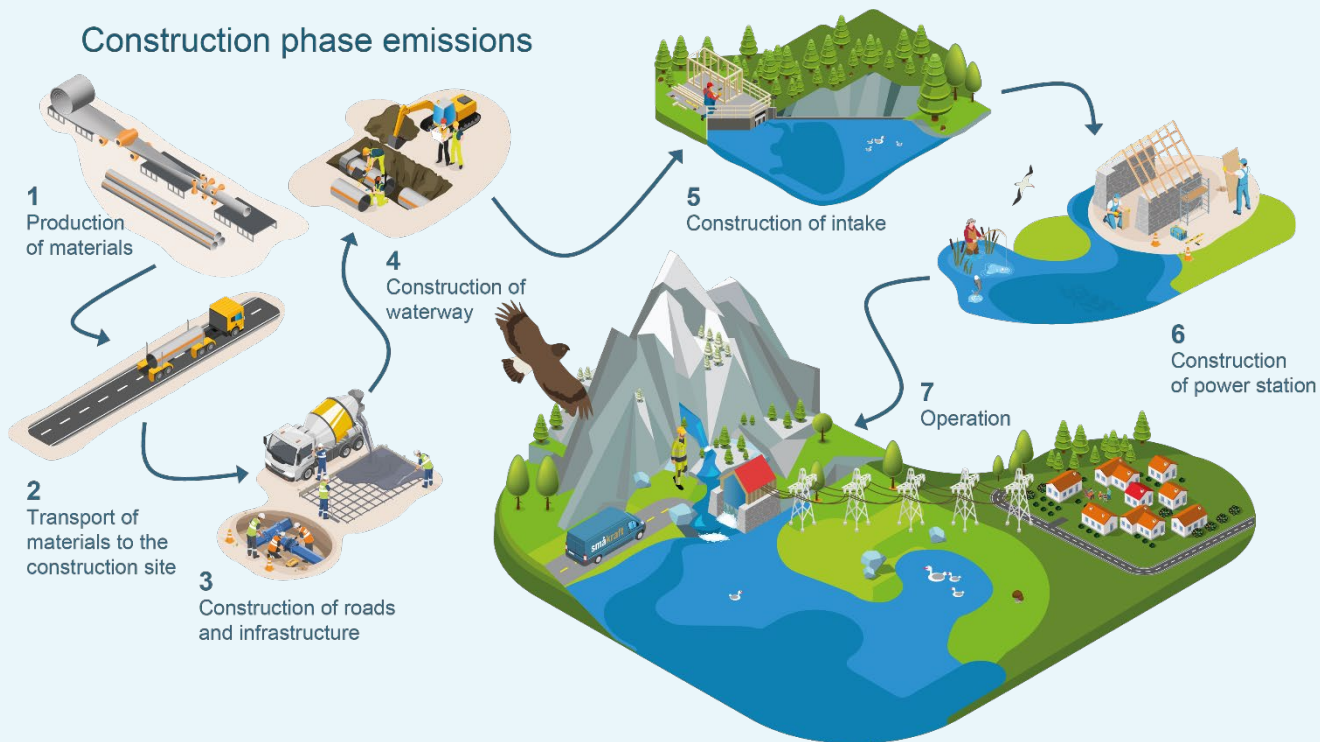 Construction phase emissions
1
Production
of materials
2
Transport of
materials to the
construction site
3
Construction of roads
and infrastructure
4
Construction of
waterway
5
Construction of intake
6
Construction
of power station
7
Operation
småkraft